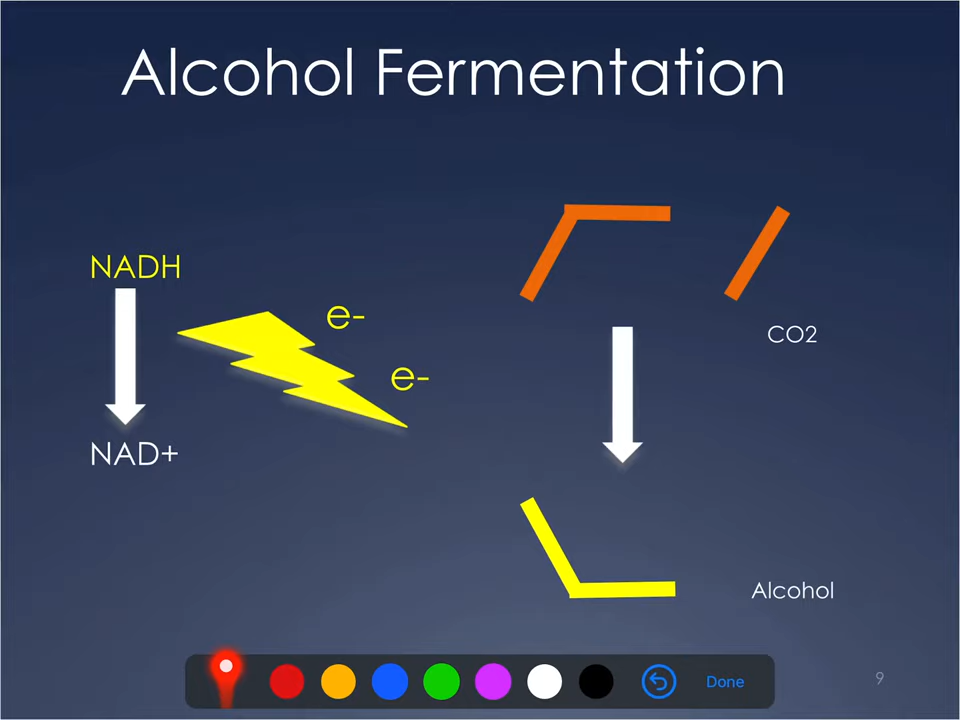 Alcohol Fermentation
NADH
e-
CO2
e-
NAD+
Alcohol
9
Done